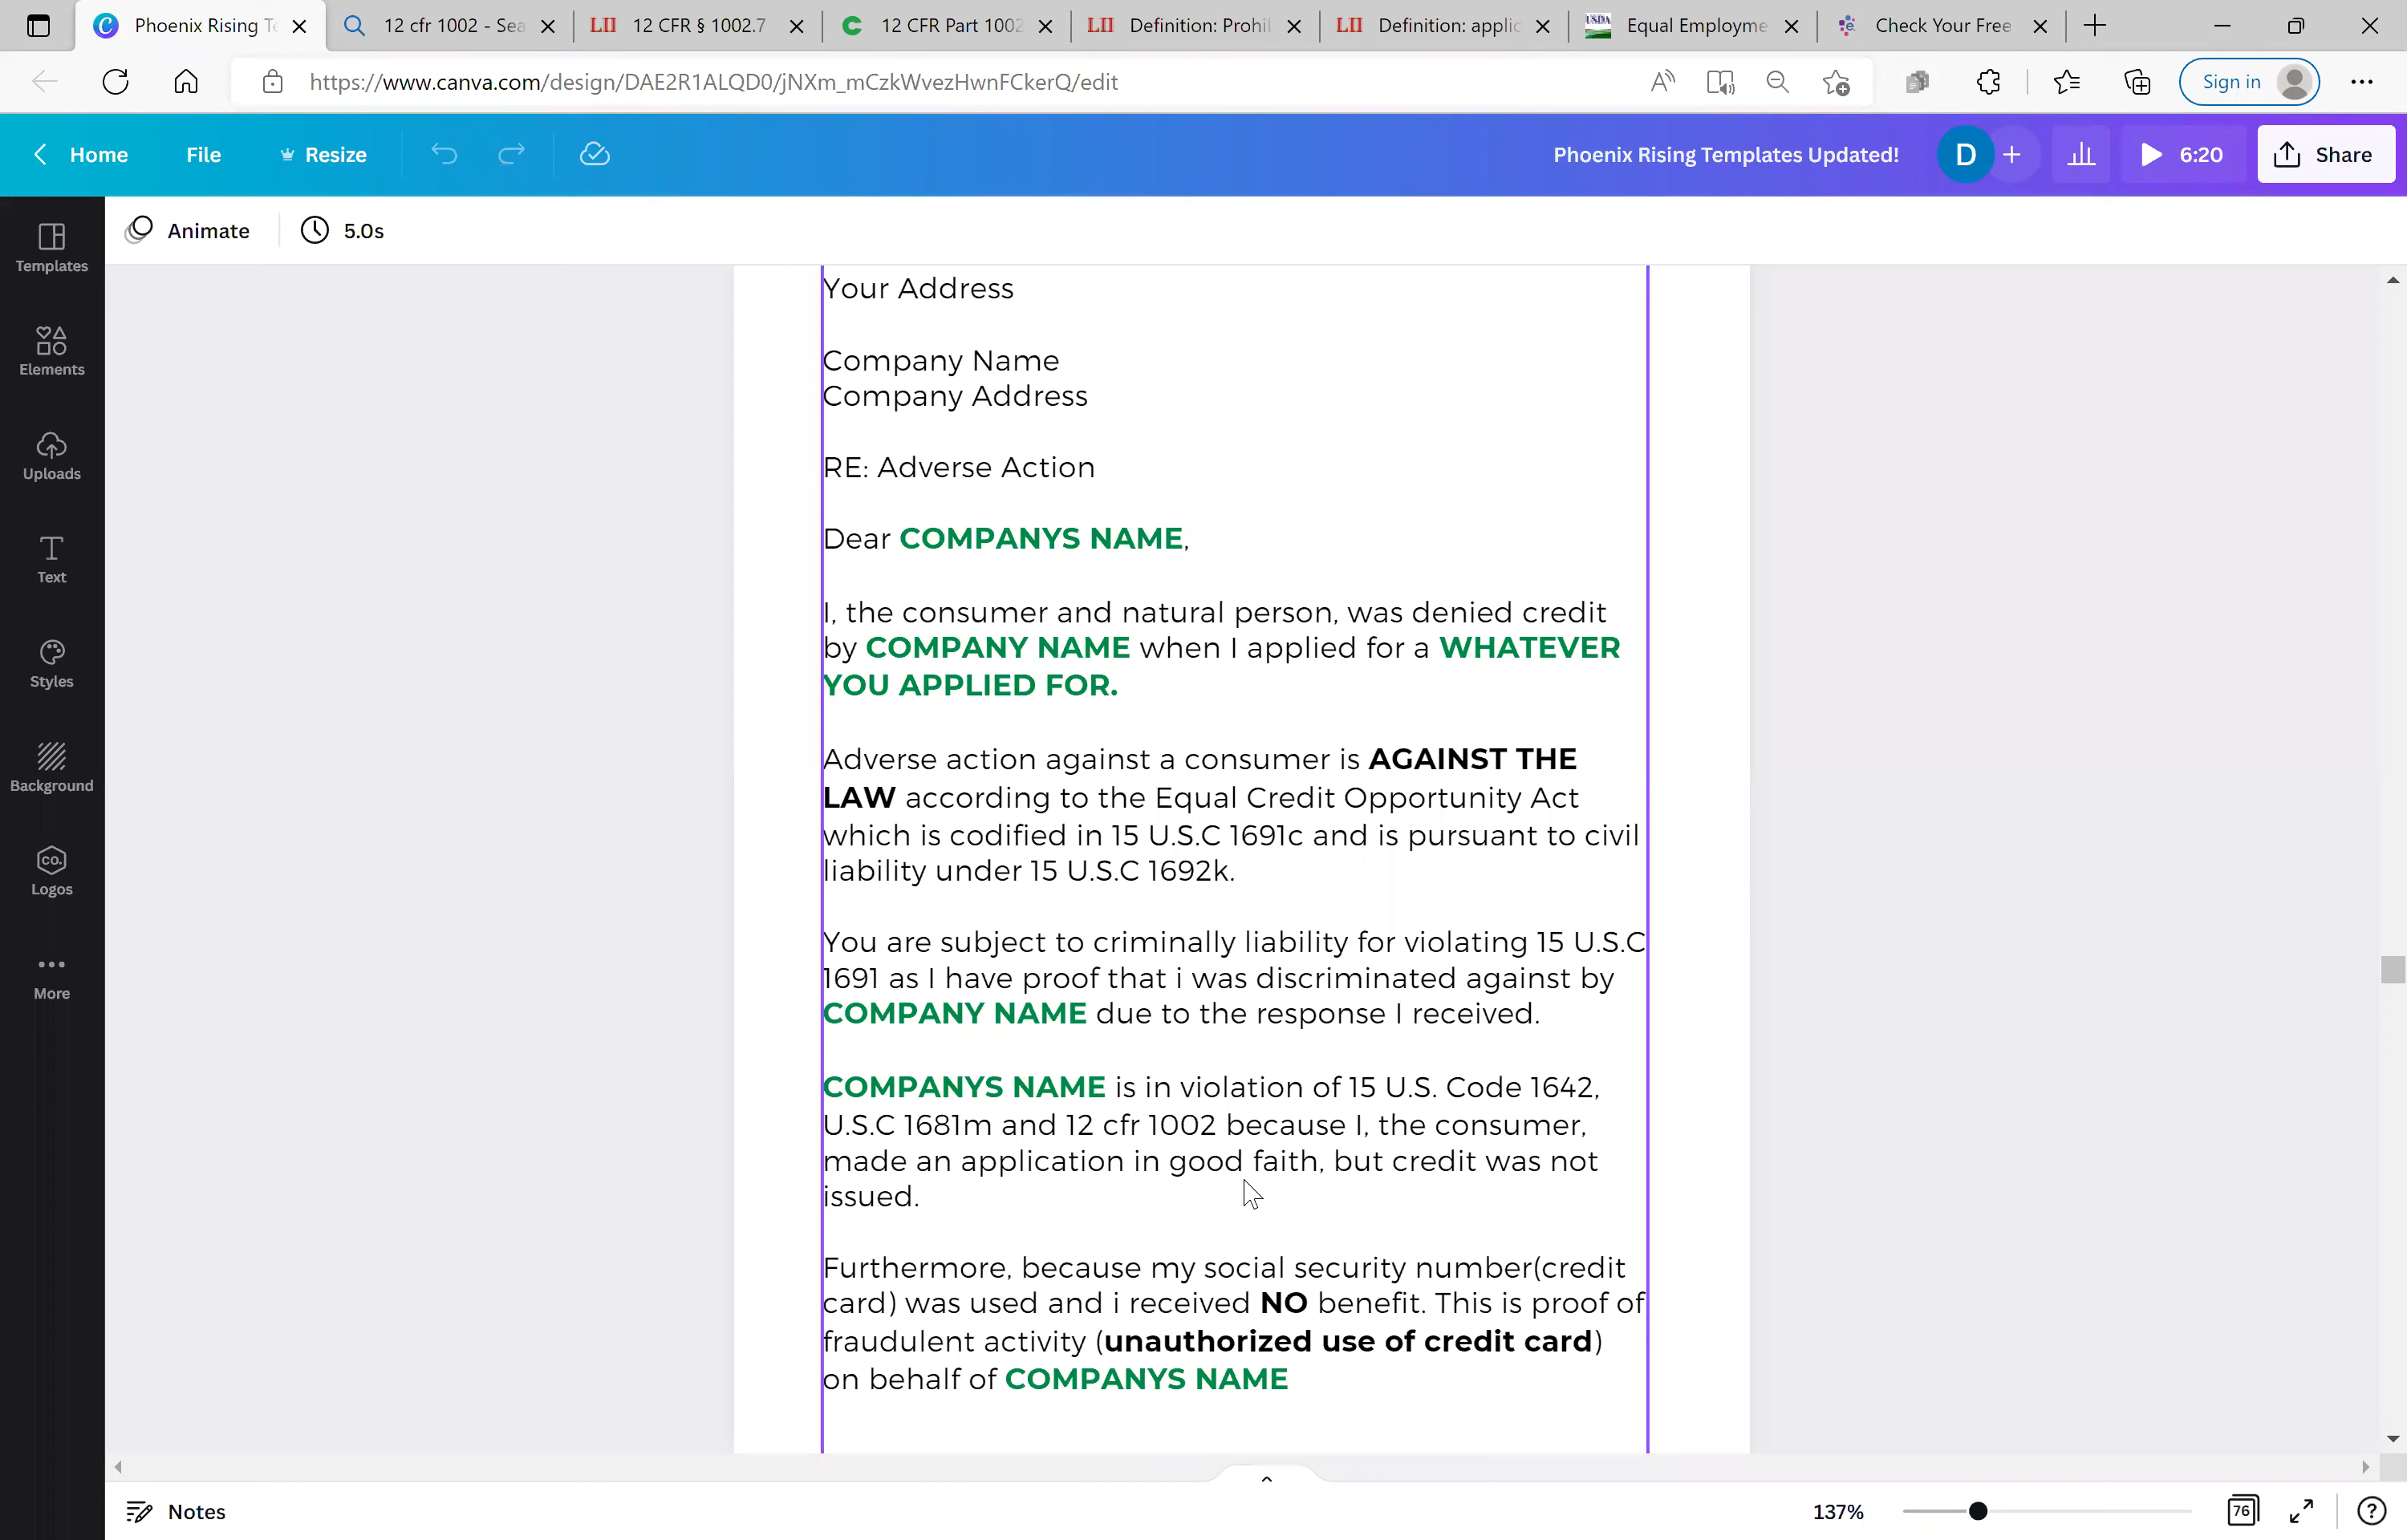 Phoenix Rising Te
12 cfr 1002 - Sea
LII 12 CFR § 1002.7
12 CFR Part 1002
LII Definition: Prohil
LII Definition: applic
USDA Equal Employme
Check Your Free
https://www.canva.com/design/DAE2R1ALQD0/jNXm_mCzkWvezHwnFCkerQ/edit
Sign in
Home
File
Resize
Phoenix Rising Templates Updated!
D
6:20
Share
Templates
Elements
Uploads
Text
Styles
Background
CO.
Logos
More
Animate
5.0s
Your Address
Company Name
Company Address
RE: Adverse Action
Dear COMPANYS NAME,
I, the consumer and natural person, was denied credit
by COMPANY NAME when I applied for a WHATEVER
YOU APPLIED FOR.
Adverse action against a consumer is AGAINST THE
LAW according to the Equal Credit Opportunity Act
which is codified in 15 U.S.C 1691c and is pursuant to civil
liability under 15 U.S.C 1692k.
You are subject to criminally liability for violating 15 U.S.C
1691 as I have proof that i was discriminated against by
COMPANY NAME due to the response I received.
COMPANYS NAME is in violation of 15 U.S. Code 1642,
U.S.C 1681m and 12 cfr 1002 because I, the consumer,
made an application in good faith, but credit was not
issued.
Furthermore, because my social security number(credit
card) was used and i received NO benefit. This is proof of
fraudulent activity (unauthorized use of credit card)
on behalf of COMPANYS NAME
Notes
137%
76